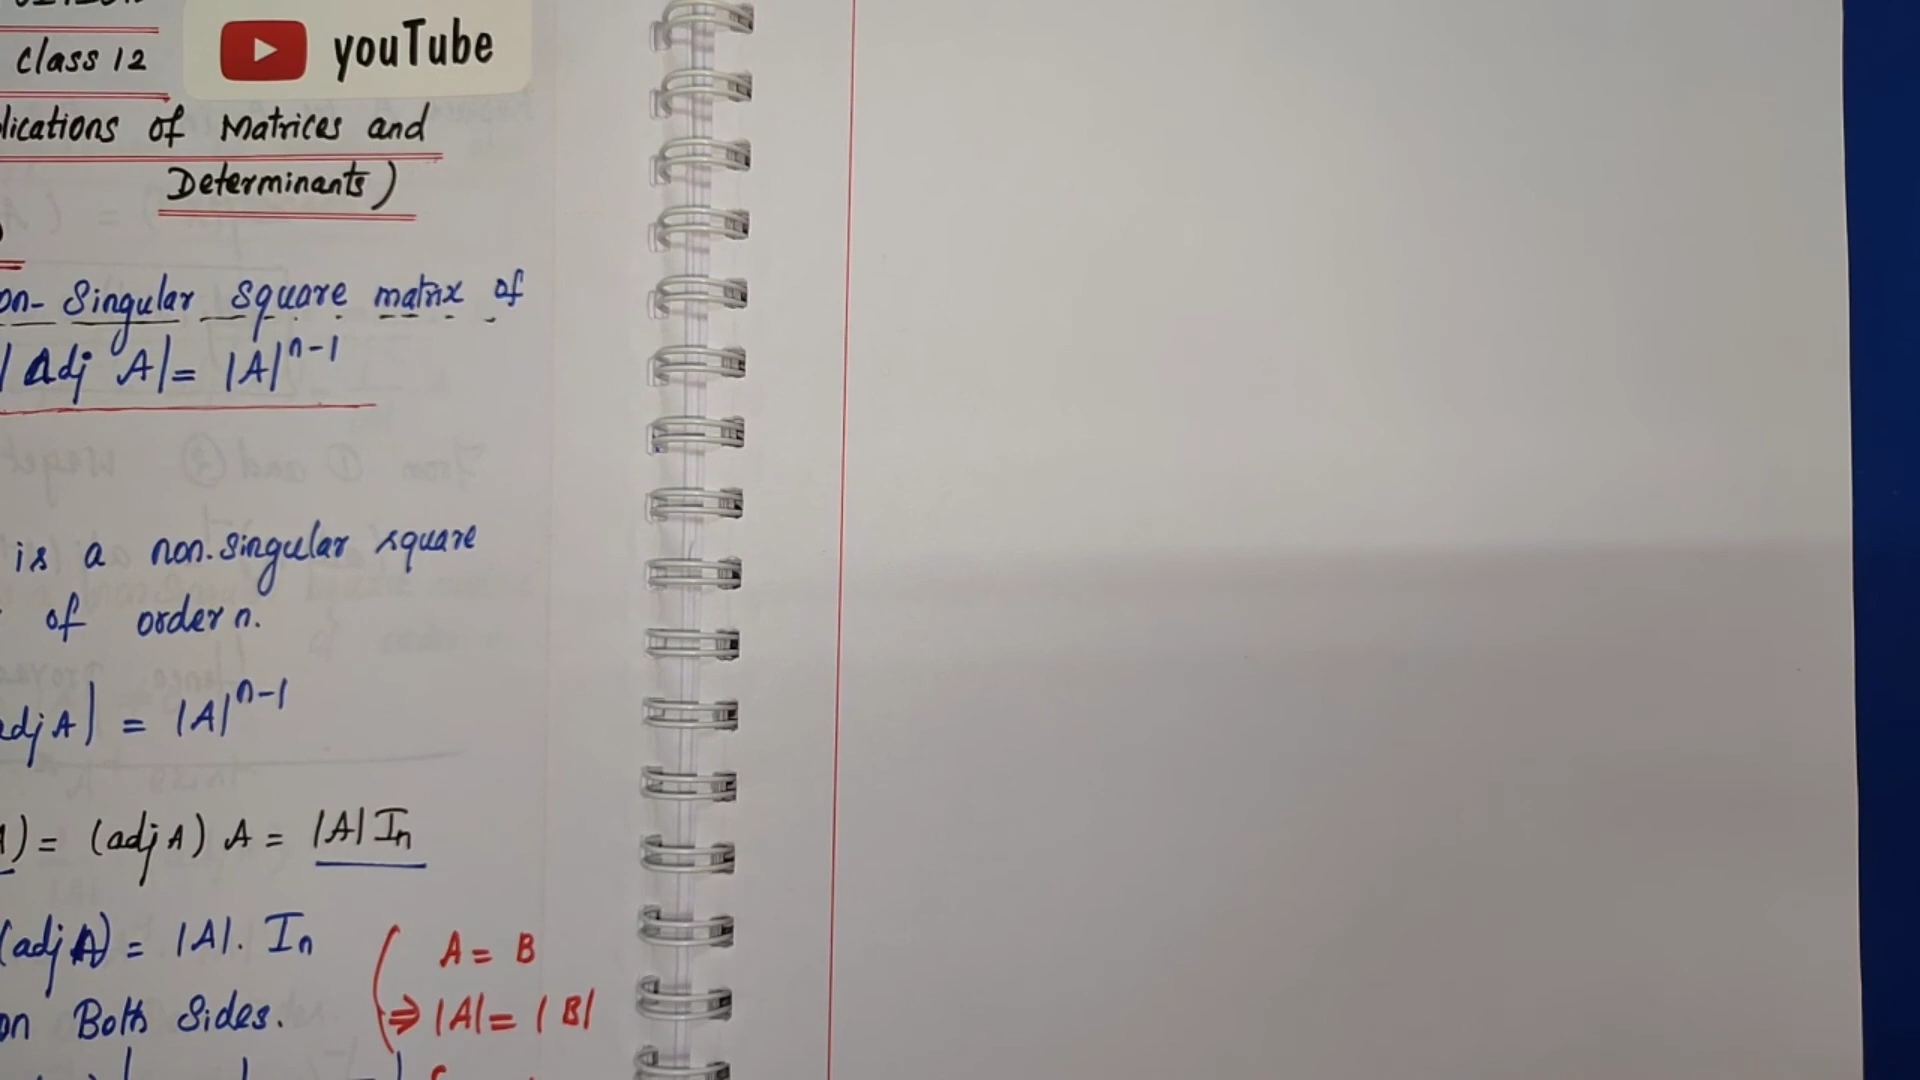 Class 12
youTube
lications of Matrices and
Determinants)
on- Singular square matrix of
| Adj A| = |A|ⁿ⁻¹
is a non. singular square
of order n.
adj A| = |A|ⁿ⁻¹
A) = (adj A) A = |A| Iₙ
(adj A) = |A|. Iₙ
A = B
on Both Sides.
⇒ |A| = |B|